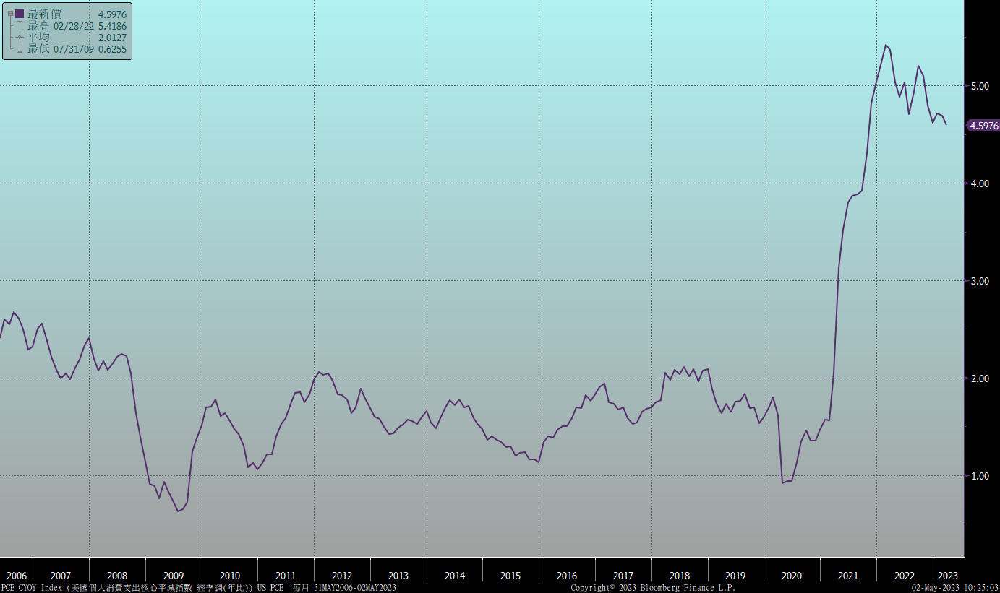 最新價 4.5976
最高 02/28/22 5.4186
平均 2.0127
最低 07/31/09 0.6255
5.00
4.5976
4.00
3.00
2.00
1.00
2006 2007 2008 2009 2010 2011 2012 2013 2014 2015 2016 2017 2018 2019 2020 2021 2022 2023
PCE CYOY Index (美國個人消費支出核心平減指數 經季調(年比)) US PCE 每月 31MAY2006-02MAY2023 Copyright© 2023 Bloomberg Finance L.P. 02-May-2023 10:25:03